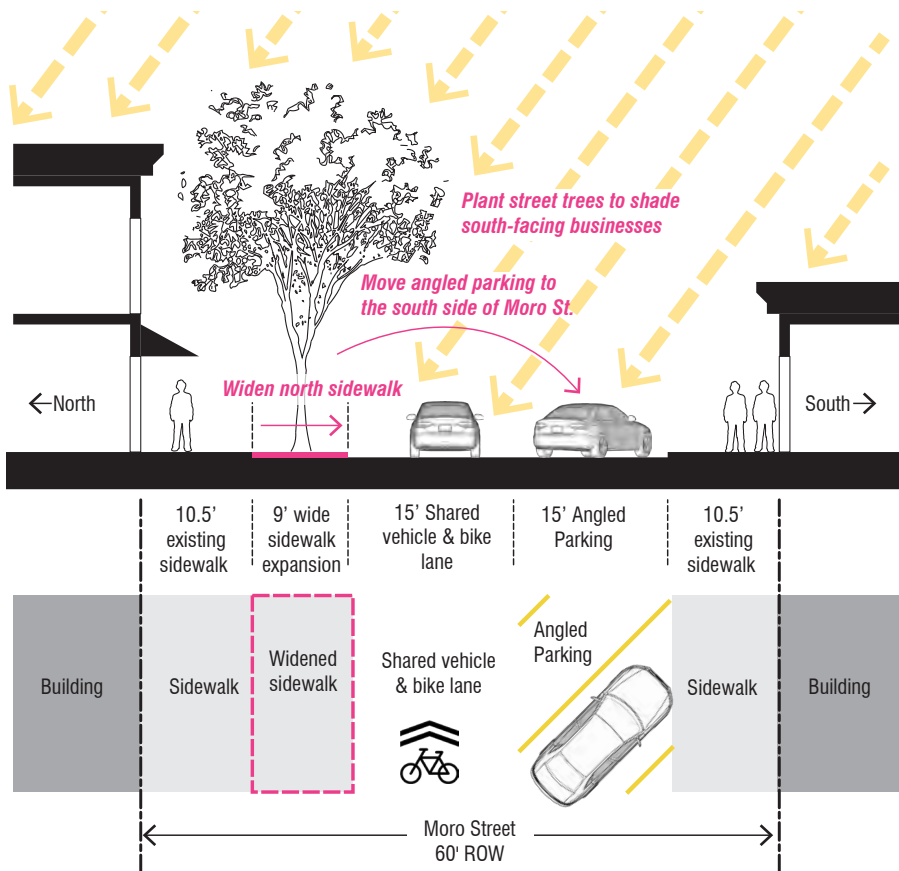 Plant street trees to shade
south-facing businesses
Move angled parking to
the south side of Moro St.
Widen north sidewalk
←North
South→
10.5’
existing
sidewalk
9’ wide
sidewalk
expansion
15’ Shared
vehicle & bike
lane
15’ Angled
Parking
10.5’
existing
sidewalk
Building
Sidewalk
Widened
sidewalk
Shared vehicle
& bike lane
Angled
Parking
Sidewalk
Building
Moro Street
60' ROW